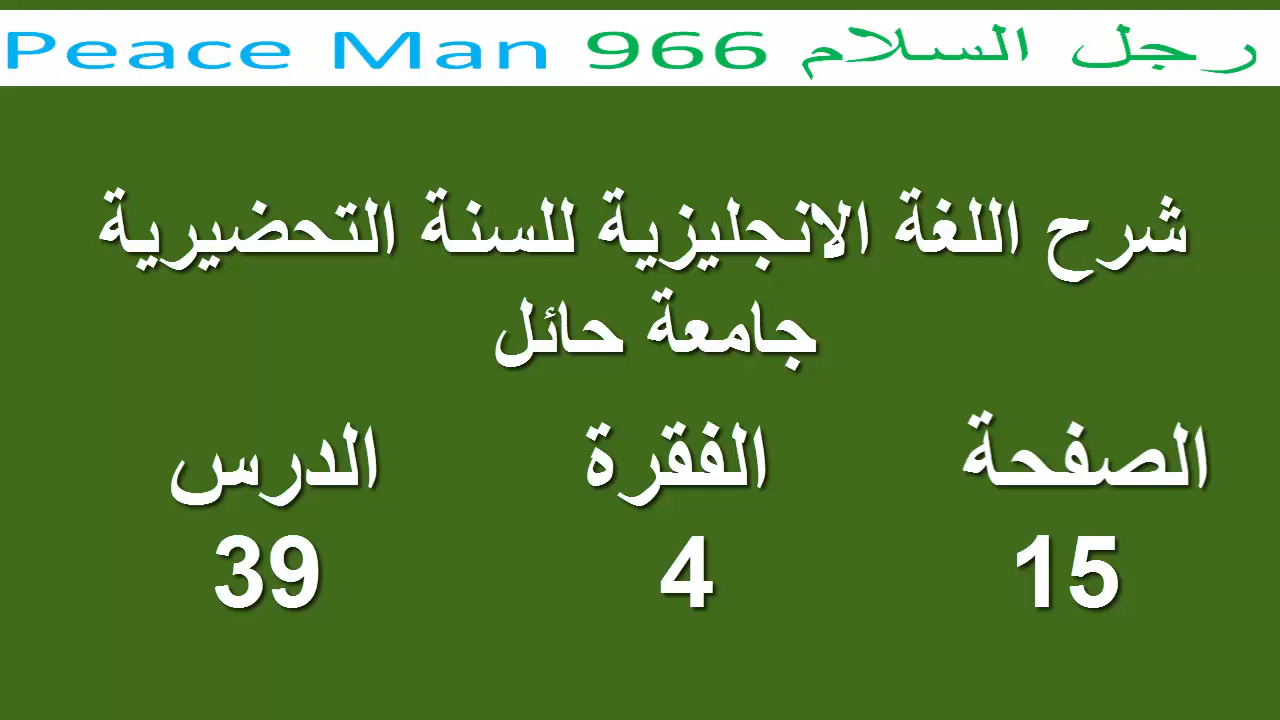 Peace Man 966 رجل السلام
شرح اللغة الانجليزية للسنة التحضيرية
جامعة حائل
الصفحة الفقرة الدرس
15 4 39